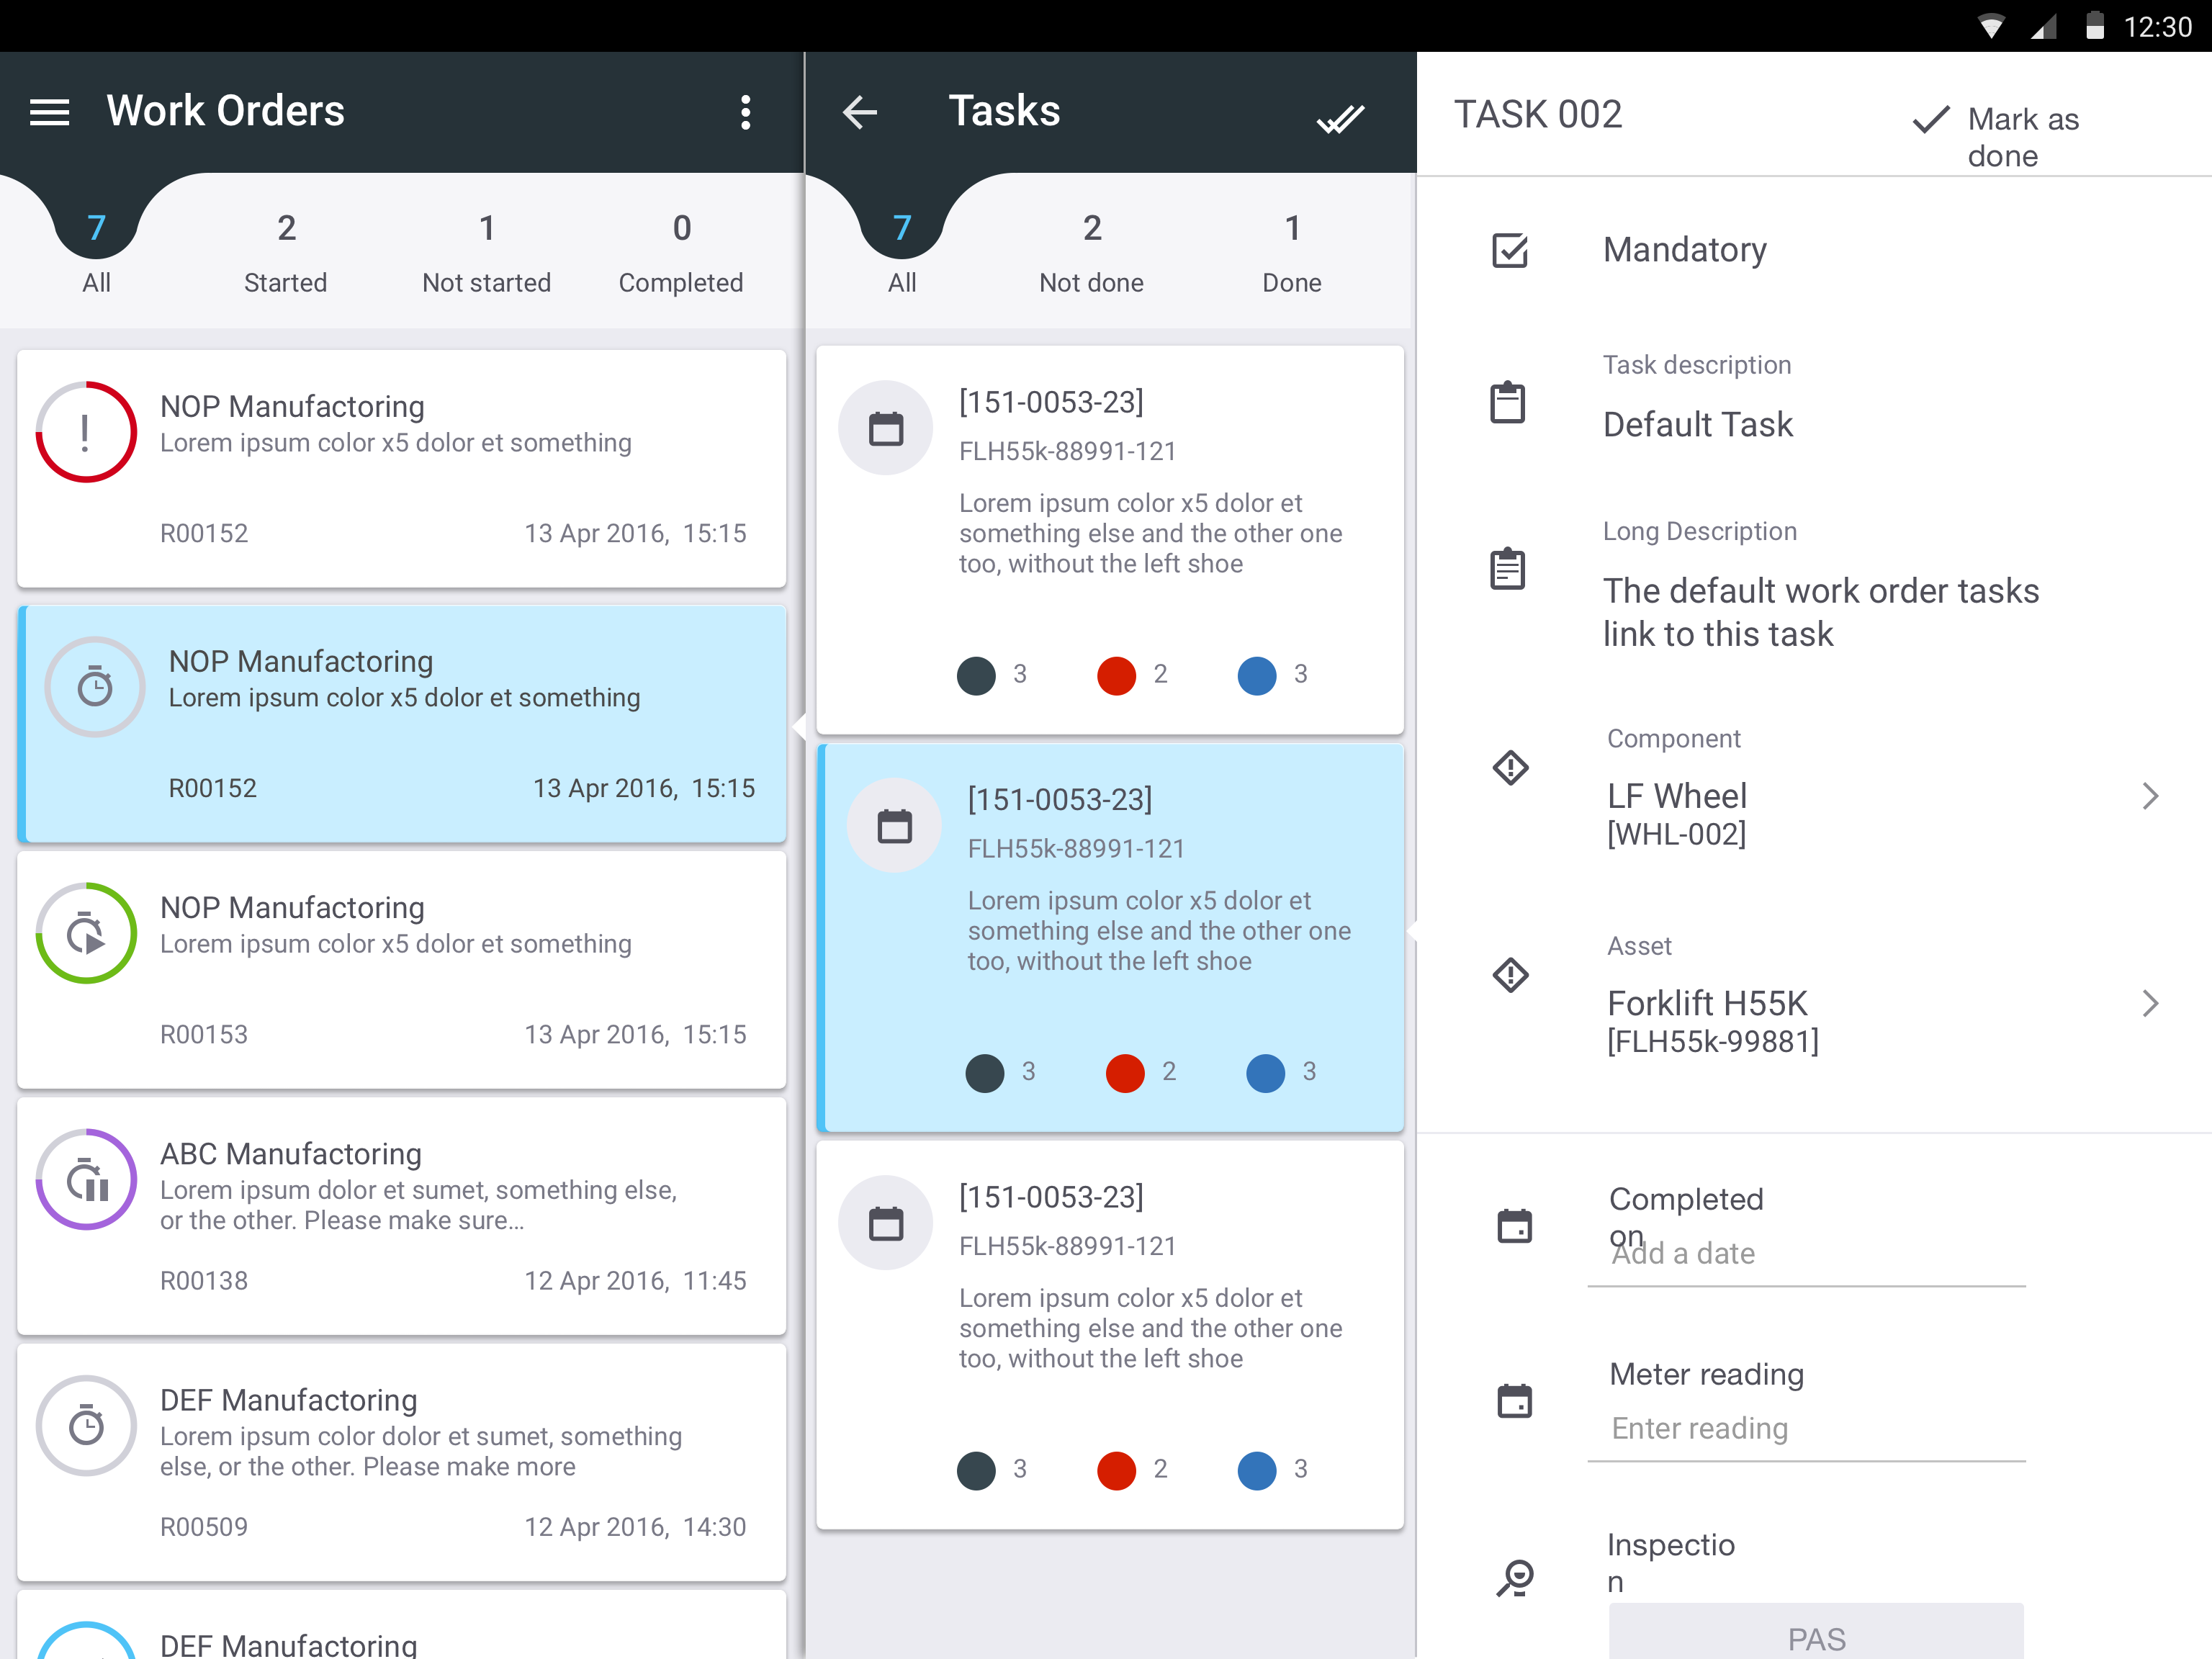 12:30
Work Orders
7
All
2
Started
1
Not started
0
Completed
NOP Manufactoring
Lorem ipsum color x5 dolor et something
R00152
13 Apr 2016, 15:15
NOP Manufactoring
Lorem ipsum color x5 dolor et something
R00152
13 Apr 2016, 15:15
NOP Manufactoring
Lorem ipsum color x5 dolor et something
R00153
13 Apr 2016, 15:15
ABC Manufactoring
Lorem ipsum dolor et sumet, something else,
or the other. Please make sure...
R00138
12 Apr 2016, 11:45
DEF Manufactoring
Lorem ipsum color dolor et sumet, something
else, or the other. Please make more
R00509
12 Apr 2016, 14:30
DEF Manufactoring
Tasks
7
All
2
Not done
1
Done
[151-0053-23]
FLH55k-88991-121
Lorem ipsum color x5 dolor et
something else and the other one
too, without the left shoe
3
2
3
[151-0053-23]
FLH55k-88991-121
Lorem ipsum color x5 dolor et
something else and the other one
too, without the left shoe
3
2
3
[151-0053-23]
FLH55k-88991-121
Lorem ipsum color x5 dolor et
something else and the other one
too, without the left shoe
3
2
3
TASK 002
Mark as
done
Mandatory
Task description
Default Task
Long Description
The default work order tasks
link to this task
Component
LF Wheel
[WHL-002]
Asset
Forklift H55K
[FLH55k-99881]
Completed
on
Add a date
Meter reading
Enter reading
Inspectio
n
PAS